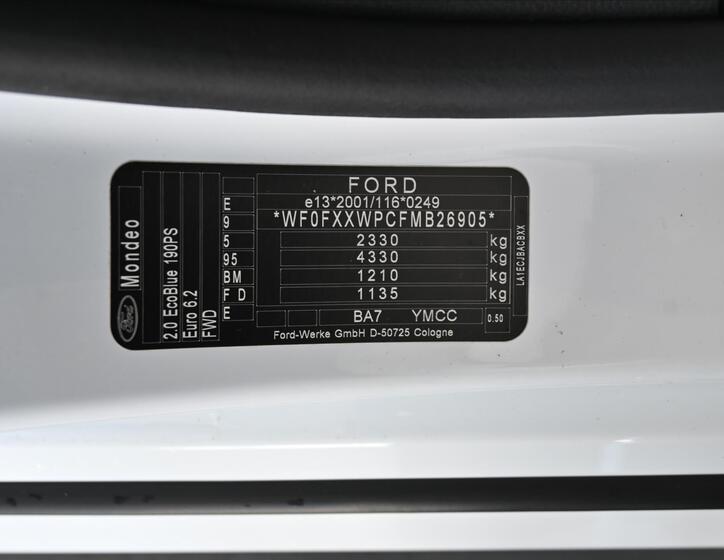 FORD
e13*2001/116*0249
*WF0FXXWPCFMB26905*
2330 kg
4330 kg
1210 kg
1135 kg
BA7 YMCC 0.50
Ford-Werke GmbH D-50725 Cologne
E
9
5
95
BM
F D
E
Ford Mondeo
2.0 EcoBlue 190PS
Euro 6.2
FWD
LA1ECJBACBXX